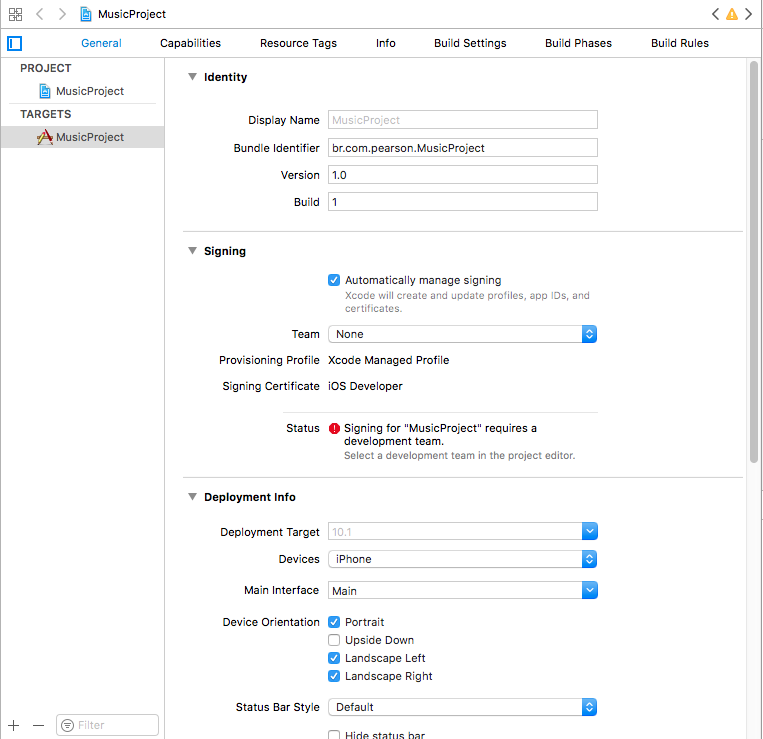 MusicProject
General Capabilities Resource Tags Info Build Settings Build Phases Build Rules
PROJECT
MusicProject
TARGETS
MusicProject
Identity
Display Name MusicProject
Bundle Identifier br.com.pearson.MusicProject
Version 1.0
Build 1
Signing
Automatically manage signing
Xcode will create and update profiles, app IDs, and
certificates.
Team None
Provisioning Profile Xcode Managed Profile
Signing Certificate iOS Developer
Status Signing for "MusicProject" requires a
development team.
Select a development team in the project editor.
Deployment Info
Deployment Target 10.1
Devices iPhone
Main Interface Main
Device Orientation Portrait
Upside Down
Landscape Left
Landscape Right
Status Bar Style Default
Hide status bar
Filter